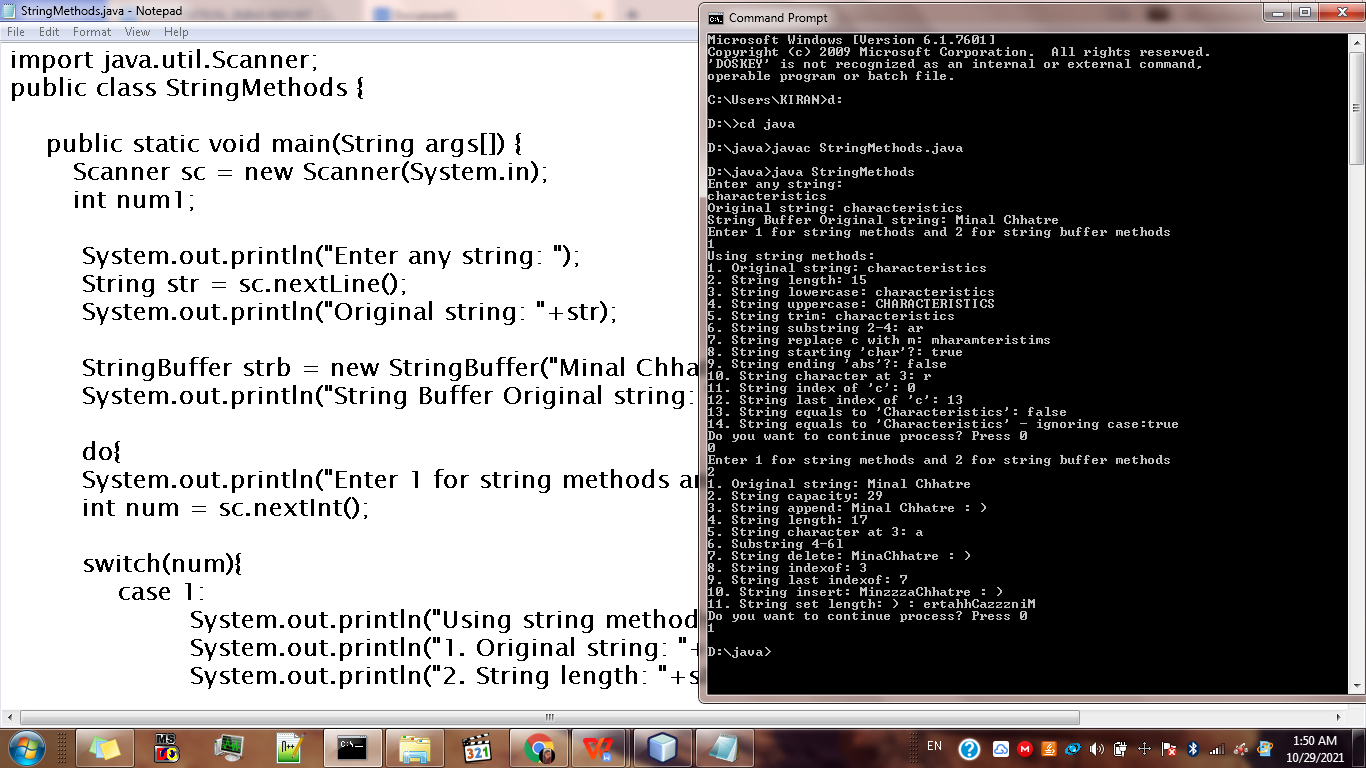 StringMethods.java - Notepad
File Edit Format View Help
import java.util.Scanner;
public class StringMethods {
public static void main(String args[]) {
Scanner sc = new Scanner(System.in);
int num1;
System.out.println("Enter any string: ");
String str = sc.nextLine();
System.out.println("Original string: "+str);
StringBuffer strb = new StringBuffer("Minal Chha
System.out.println("String Buffer Original string:
do{
System.out.println("Enter 1 for string methods a
int num = sc.nextInt();
switch(num){
case 1:
System.out.println("Using string method
System.out.println("1. Original string: "+
System.out.println("2. String length: "+s
Command Prompt
Microsoft Windows [Version 6.1.7601]
Copyright (c) 2009 Microsoft Corporation. All rights reserved.
'DOSKEY' is not recognized as an internal or external command,
operable program or batch file.
C:\Users\KIRAN>d:
D:\>cd java
D:\java>javac StringMethods.java
D:\java>java StringMethods
Enter any string:
characteristics
Original string: characteristics
String Buffer Original string: Minal Chhatre
Enter 1 for string methods and 2 for string buffer methods
1
Using string methods:
1. Original string: characteristics
2. String length: 15
3. String lowercase: characteristics
4. String uppercase: CHARACTERISTICS
5. String trim: characteristics
6. String substring 2-4: ar
7. String replace c with m: mharamteristims
8. String starting 'char'?: true
9. String ending 'abs'?: false
10. String character at 3: r
11. String index of 'c': 0
12. String last index of 'c': 13
13. String equals to 'Characteristics': false
14. String equals to 'Characteristics' - ignoring case:true
Do you want to continue process? Press 0
0
Enter 1 for string methods and 2 for string buffer methods
2
1. Original string: Minal Chhatre
2. String capacity: 29
3. String append: Minal Chhatre : )
4. String length: 17
5. String character at 3: a
6. Substring 4-6l
7. String delete: MinaChhatre : )
8. String indexof: 3
9. String last indexof: 7
10. String insert: MinzzzaChhatre : )
11. String set length: ) : ertahhCazzzniM
Do you want to continue process? Press 0
1
D:\java>
EN
1:50 AM
10/29/2021